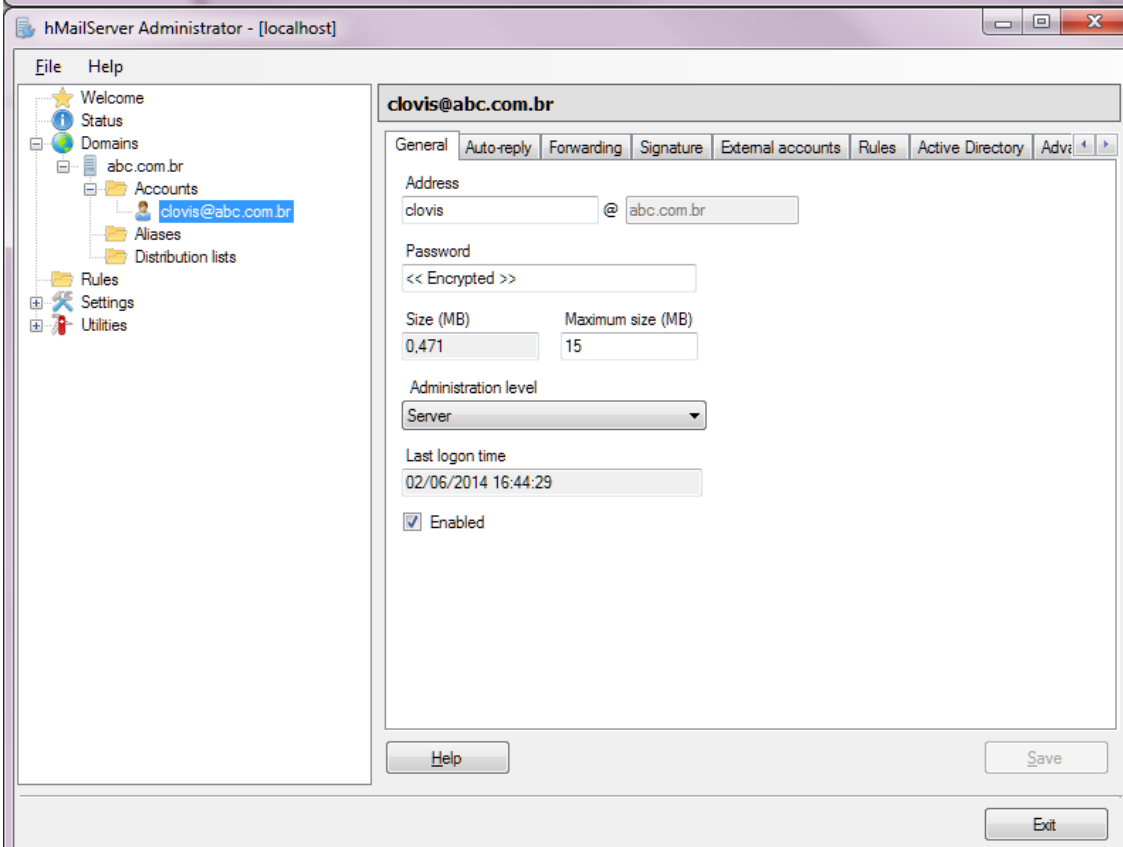 hMailServer Administrator - [localhost]
File Help
Welcome
Status
Domains
abc.com.br
Accounts
clovis@abc.com.br
Aliases
Distribution lists
Rules
Settings
Utilities
clovis@abc.com.br
General Auto-reply Forwarding Signature External accounts Rules Active Directory Adva
Address
clovis @ abc.com.br
Password
<< Encrypted >>
Size (MB) Maximum size (MB)
0,471 15
Administration level
Server
Last logon time
02/06/2014 16:44:29
Enabled
Help Save
Exit